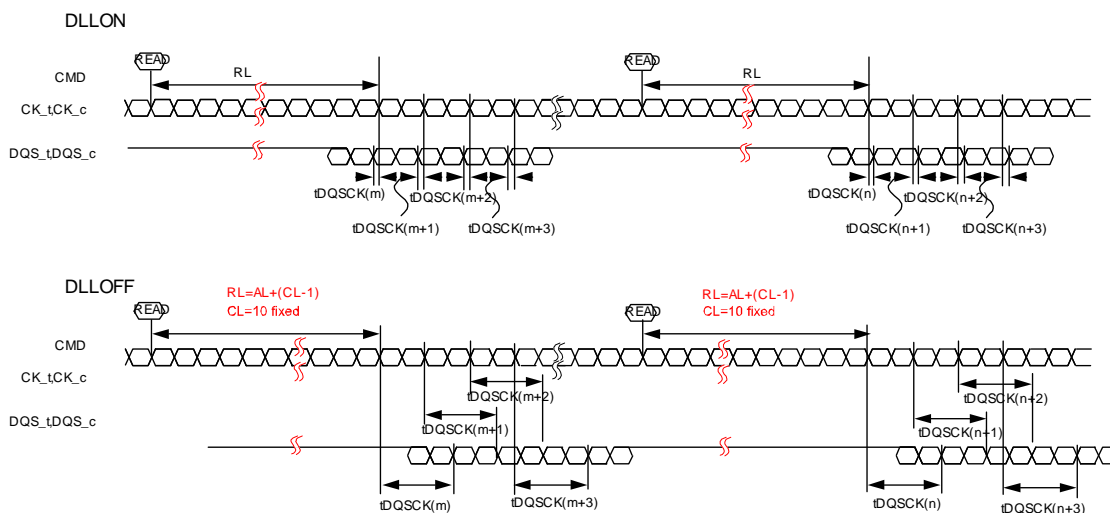 DLLON
READ
READ
CMD
RL
RL
CK_t,CK_c
DQS_t,DQS_c
tDQSCK(m)
tDQSCK(m+2)
tDQSCK(n)
tDQSCK(n+2)
tDQSCK(m+1)
tDQSCK(m+3)
tDQSCK(n+1)
tDQSCK(n+3)
DLLOFF
RL=AL+(CL-1)
CL=10 fixed
RL=AL+(CL-1)
CL=10 fixed
READ
READ
CMD
CK_t,CK_c
tDQSCK(m+2)
tDQSCK(n+2)
DQS_t,DQS_c
tDQSCK(m+1)
tDQSCK(n+1)
tDQSCK(m)
tDQSCK(m+3)
tDQSCK(n)
tDQSCK(n+3)